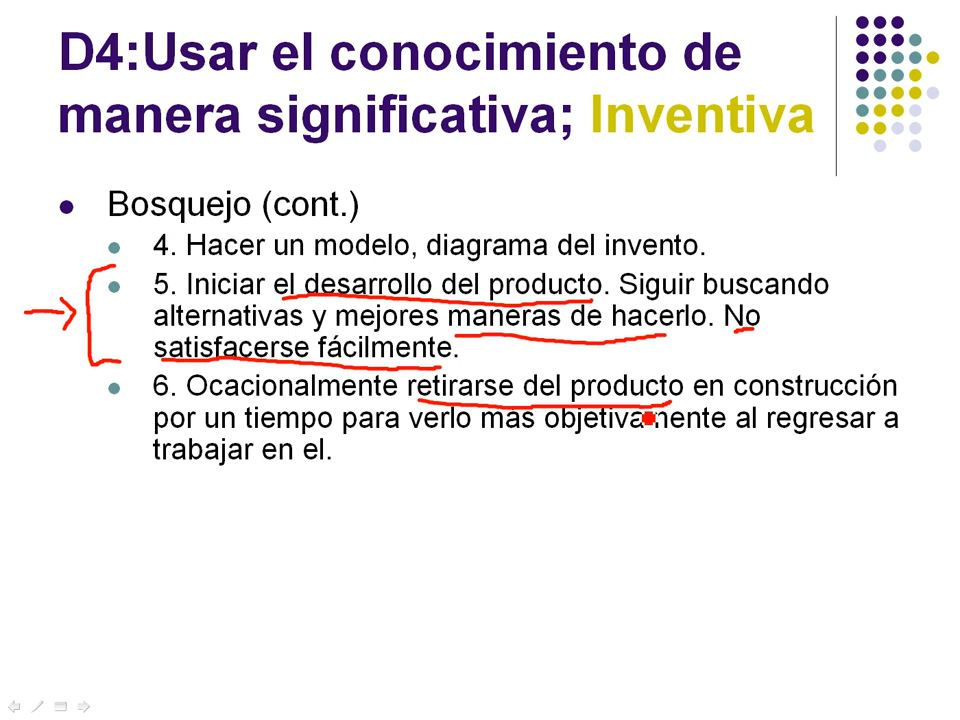 D4:Usar el conocimiento de
manera significativa; Inventiva
Bosquejo (cont.)
4. Hacer un modelo, diagrama del invento.
5. Iniciar el desarrollo del producto. Siguir buscando
alternativas y mejores maneras de hacerlo. No
satisfacerse fácilmente.
6. Ocacionalmente retirarse del producto en construcción
por un tiempo para verlo mas objetivamente al regresar a
trabajar en el.